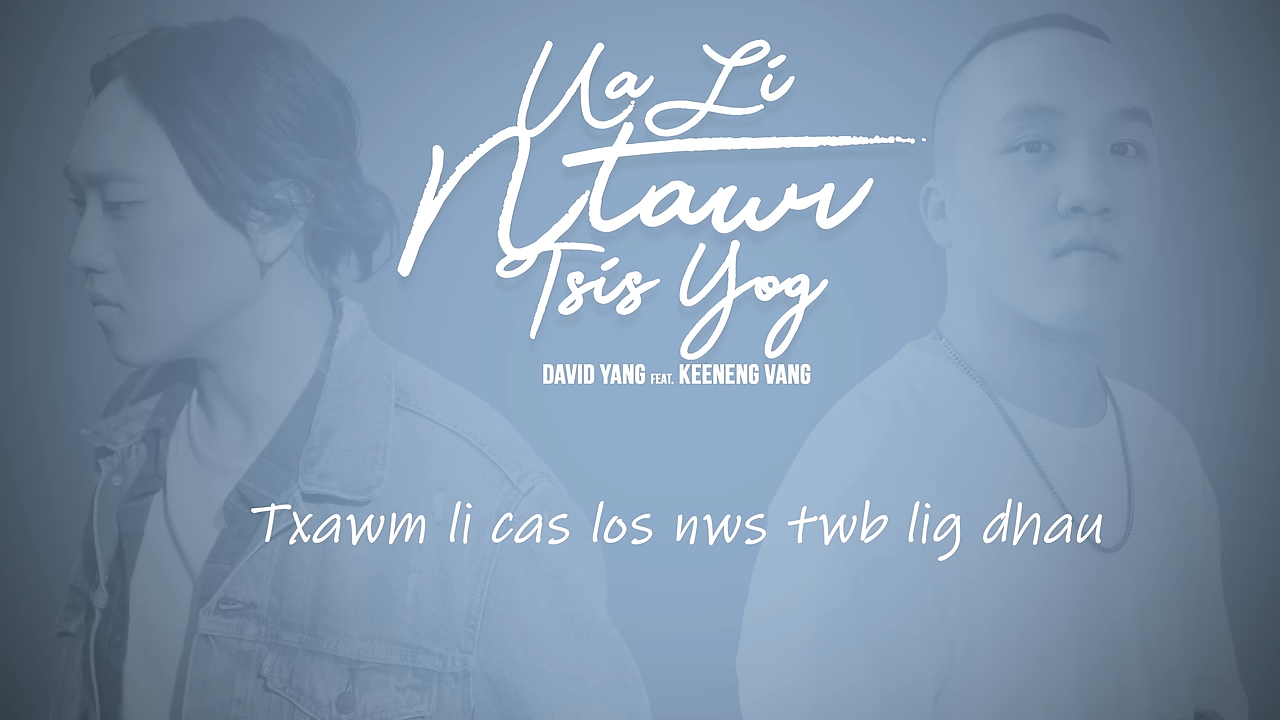 Ua Li
Ntawv
Tsis Yog
DAVID YANG FEAT. KEENENG VANG
Txawm li cas los nws twb lig dhau